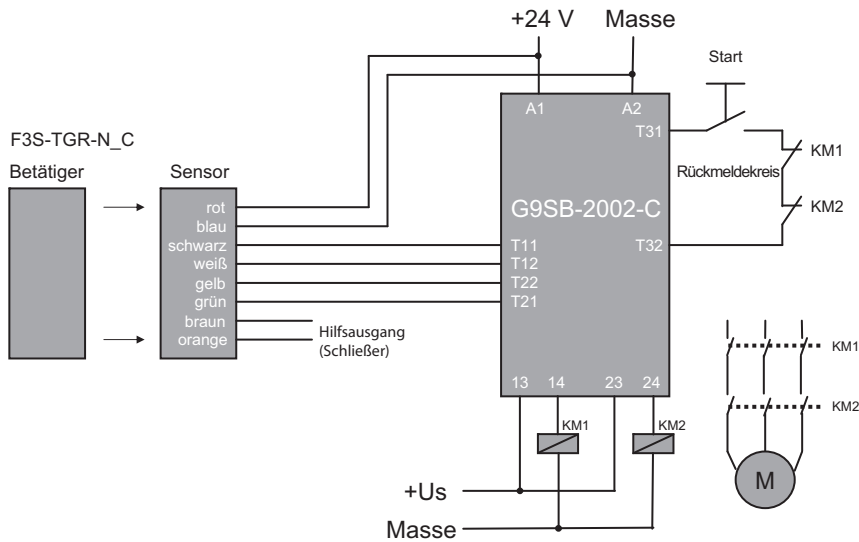 +24 V
Masse
Start
A1
A2
T31
F3S-TGR-N_C
Betätiger
Sensor
KM1
Rückmeldekreis
KM2
G9SB-2002-C
rot
blau
schwarz
weiß
gelb
grün
braun
orange
T11
T12
T22
T21
T32
Hilfsausgang
(Schließer)
13
14
23
24
KM1
KM2
KM1
KM2
M
+Us
Masse